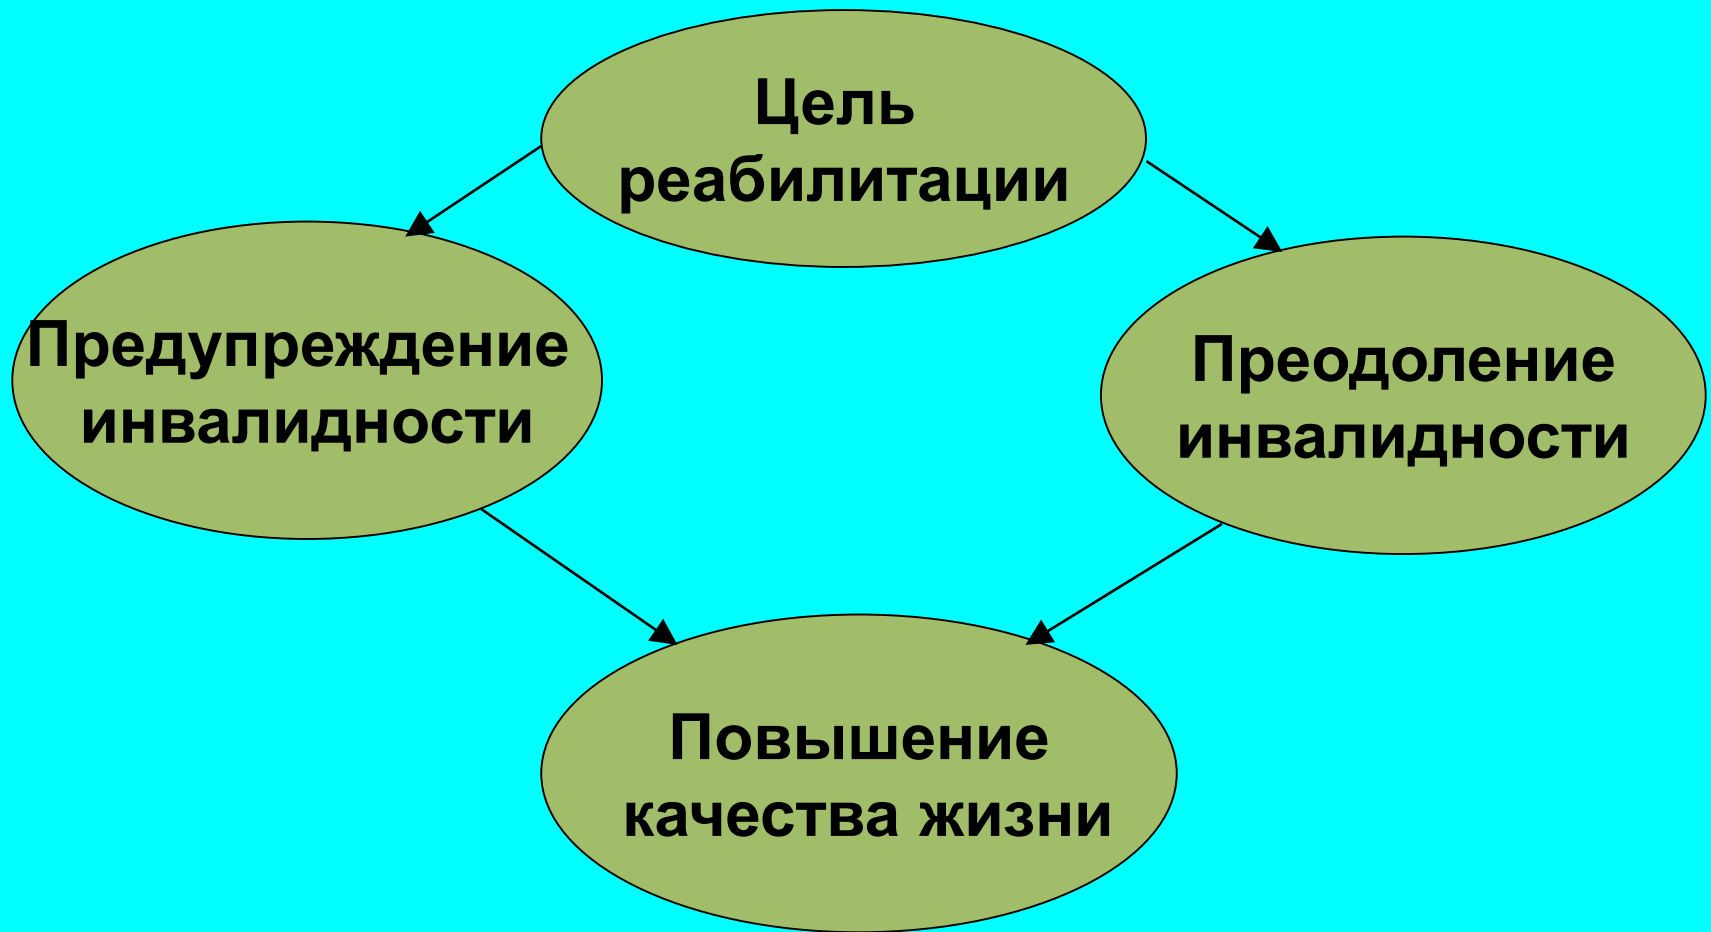 Цель
реабилитации
Предупреждение
инвалидности
Преодоление
инвалидности
Повышение
качества жизни